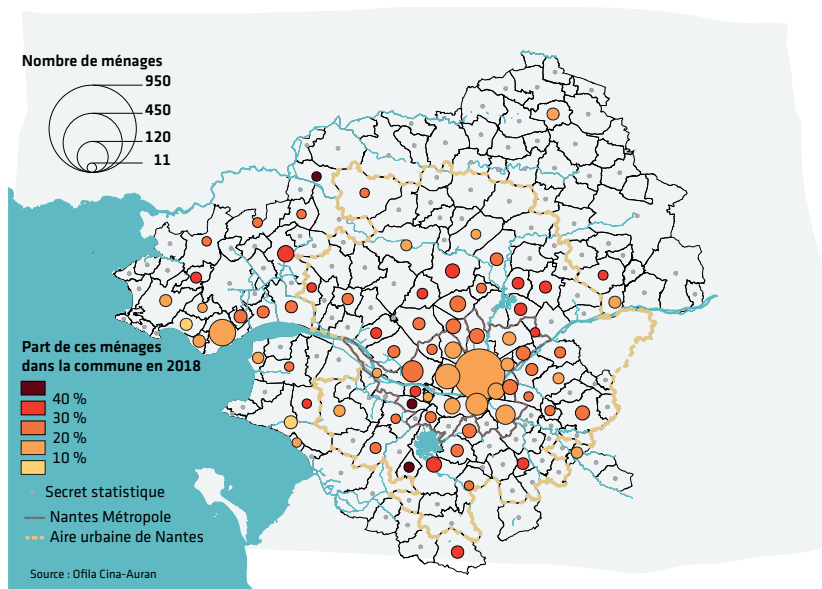 Nombre de ménages
950
450
120
11
Part de ces ménages
dans la commune en 2018
40 %
30 %
20 %
10 %
Secret statistique
Nantes Métropole
Aire urbaine de Nantes
Source : Ofila Cina-Auran